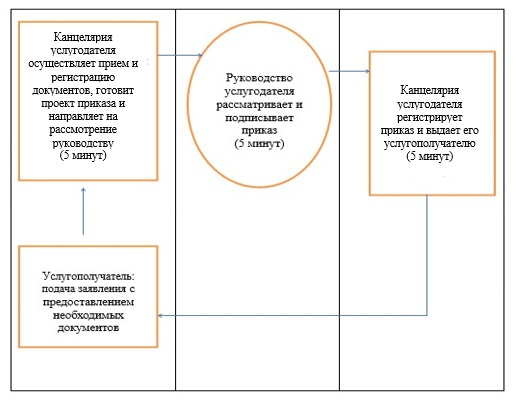 Канцелярия
услугодателя
осуществляет прием и
регистрацию
документов, готовит
проект приказа и
направляет на
рассмотрение
руководству
(5 минут)
Руководство
услугодателя
рассматривает и
подписывает
приказ
(5 минут)
Канцелярия
услугодателя
регистрирует
приказ и выдает его
услугополучателю
(5 минут)
Услугополучатель:
подача заявления с
предоставлением
необходимых
документов